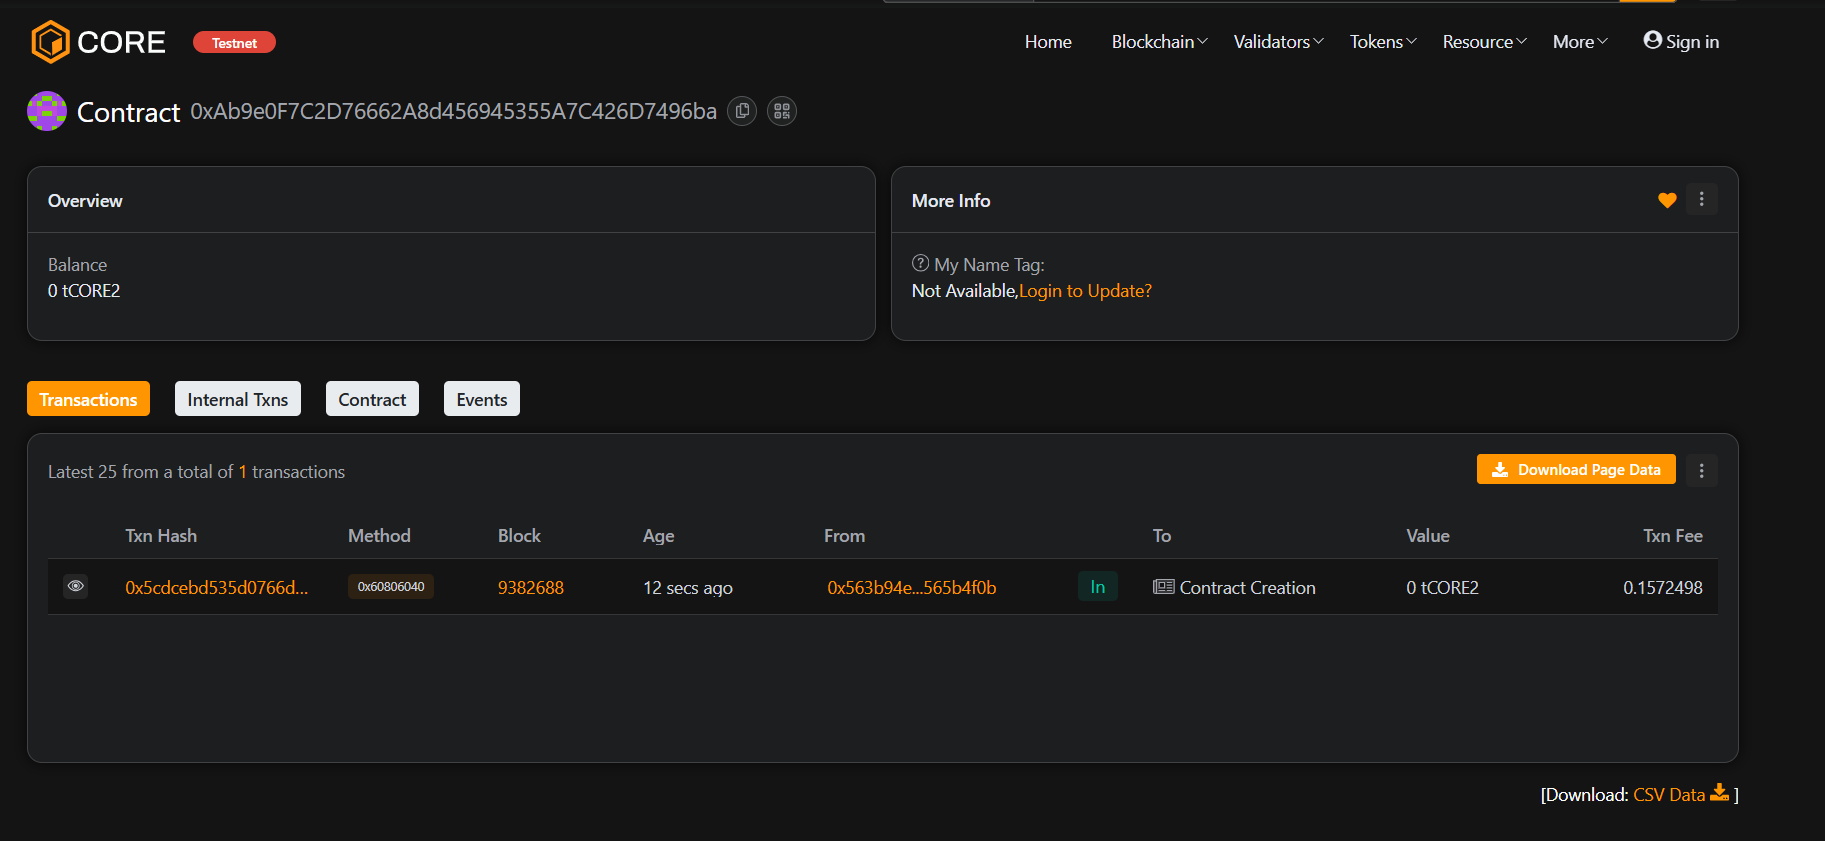 CORE Testnet Home Blockchain Validators Tokens Resource More Sign in
Contract 0xAb9e0F7C2D76662A8d456945355A7C426D7496ba
Overview
Balance
0 tCORE2
More Info
My Name Tag:
Not Available,Login to Update?
Transactions Internal Txns Contract Events
Latest 25 from a total of 1 transactions
Download Page Data
Txn Hash Method Block Age From To Value Txn Fee
0x5cdcebd535d0766d... 0x60806040 9382688 12 secs ago 0x563b94e...565b4f0b In Contract Creation 0 tCORE2 0.1572498
[Download: CSV Data ]